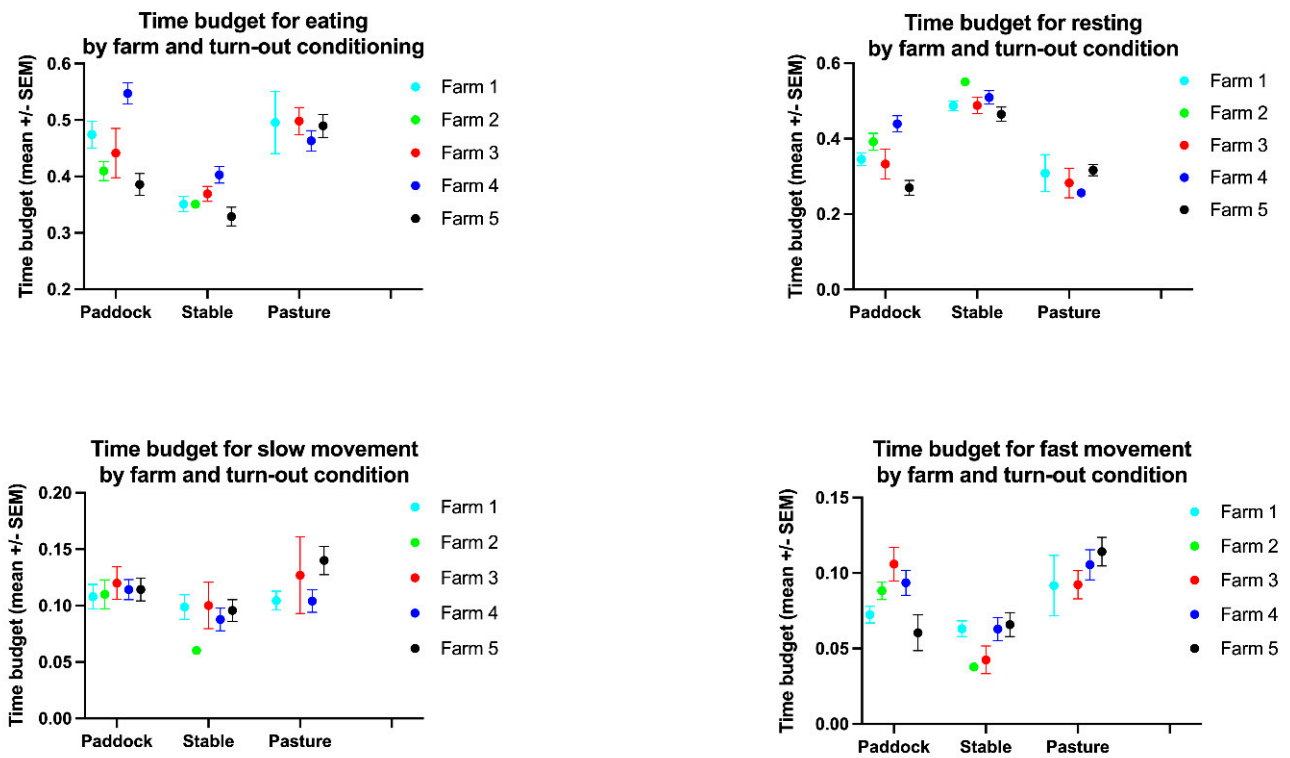 Time budget for eating
by farm and turn-out conditioning
Time budget (mean +/- SEM)
0.6
0.5
0.4
0.3
0.2
Paddock
Stable
Pasture
Farm 1
Farm 2
Farm 3
Farm 4
Farm 5
Time budget for resting
by farm and turn-out condition
Time budget (mean +/- SEM)
0.6
0.4
0.2
0.0
Paddock
Stable
Pasture
Farm 1
Farm 2
Farm 3
Farm 4
Farm 5
Time budget for slow movement
by farm and turn-out condition
Time budget (mean +/- SEM)
0.20
0.15
0.10
0.05
0.00
Paddock
Stable
Pasture
Farm 1
Farm 2
Farm 3
Farm 4
Farm 5
Time budget for fast movement
by farm and turn-out condition
Time budget (mean +/- SEM)
0.15
0.10
0.05
0.00
Paddock
Stable
Pasture
Farm 1
Farm 2
Farm 3
Farm 4
Farm 5